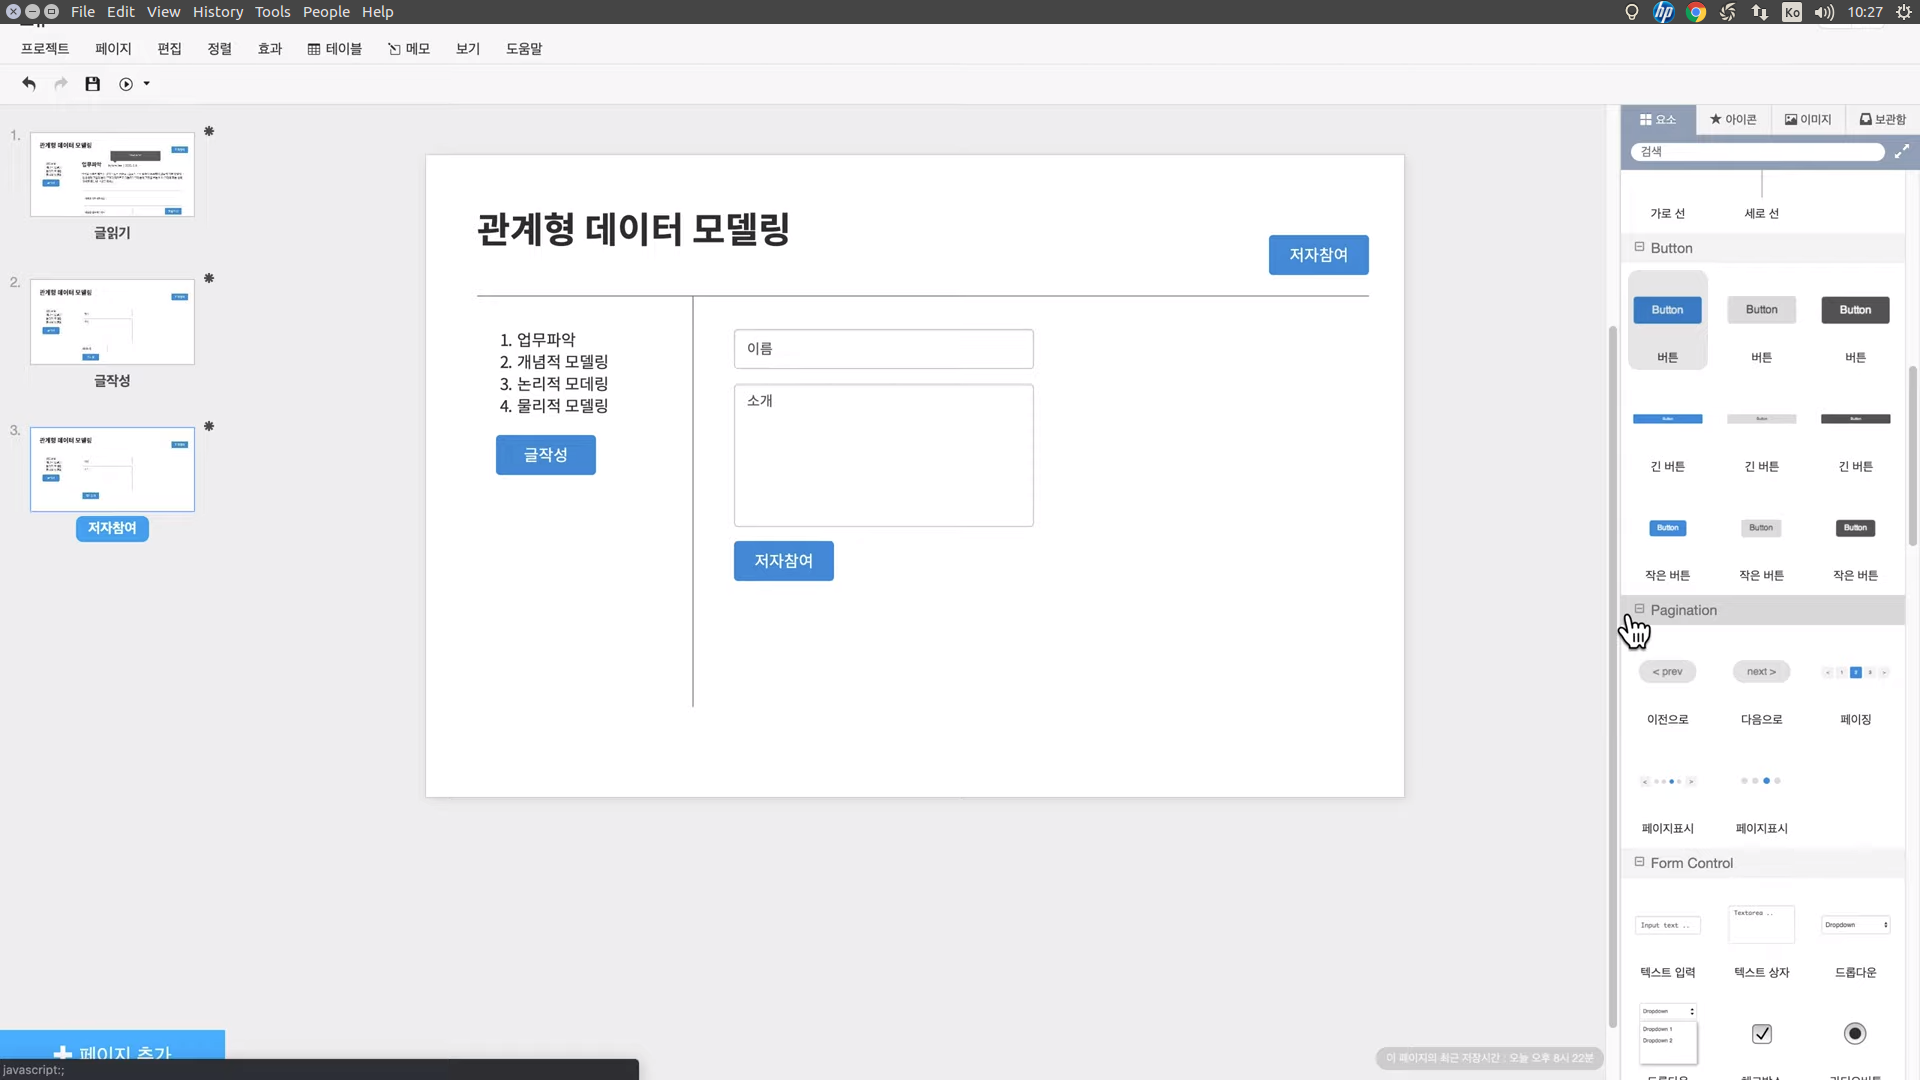 File Edit View History Tools People Help
Ko 10:27
프로젝트 페이지 편집 정렬 효과 테이블 메모 보기 도움말
1.
관계형 데이터 모델링
업무파악
글읽기
2.
관계형 데이터 모델링
글작성
3.
관계형 데이터 모델링
저자참여
페이지 추가
javascript:;
관계형 데이터 모델링
저자참여
1. 업무파악
2. 개념적 모델링
3. 논리적 모데링
4. 물리적 모델링
글작성
이름
소개
저자참여
이 페이지의 최근 저장시간 : 오늘 오후 8시 22분
요소 아이콘 이미지 보관함
검색
가로 선 세로 선
Button
Button Button Button
버튼 버튼 버튼
Button Button Button
긴 버튼 긴 버튼 긴 버튼
Button Button Button
작은 버튼 작은 버튼 작은 버튼
Pagination
< prev next > < 1 2 3 >
이전으로 다음으로 페이징
페이지표시 페이지표시
Form Control
Input text .. Textarea .. Dropdown
텍스트 입력 텍스트 상자 드롭다운
Dropdown
Dropdown 1
Dropdown 2